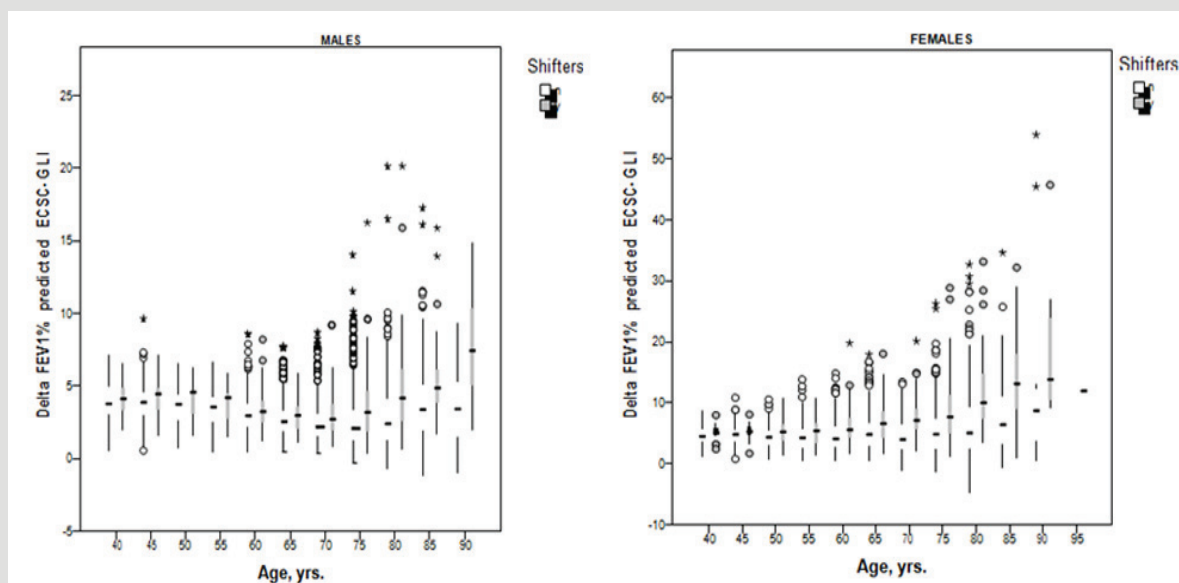 MALES
FEMALES
Shifters
n
y
Delta FEV1% predicted ECSC-GLI
25
20
15
10
5
0
-5
40 45 50 55 60 65 70 75 80 85 90
Age, yrs.
Shifters
n
y
Delta FEV1% predicted ECSC-GLI
60
50
40
30
20
10
0
-10
40 45 50 55 60 65 70 75 80 85 90 95
Age, yrs.